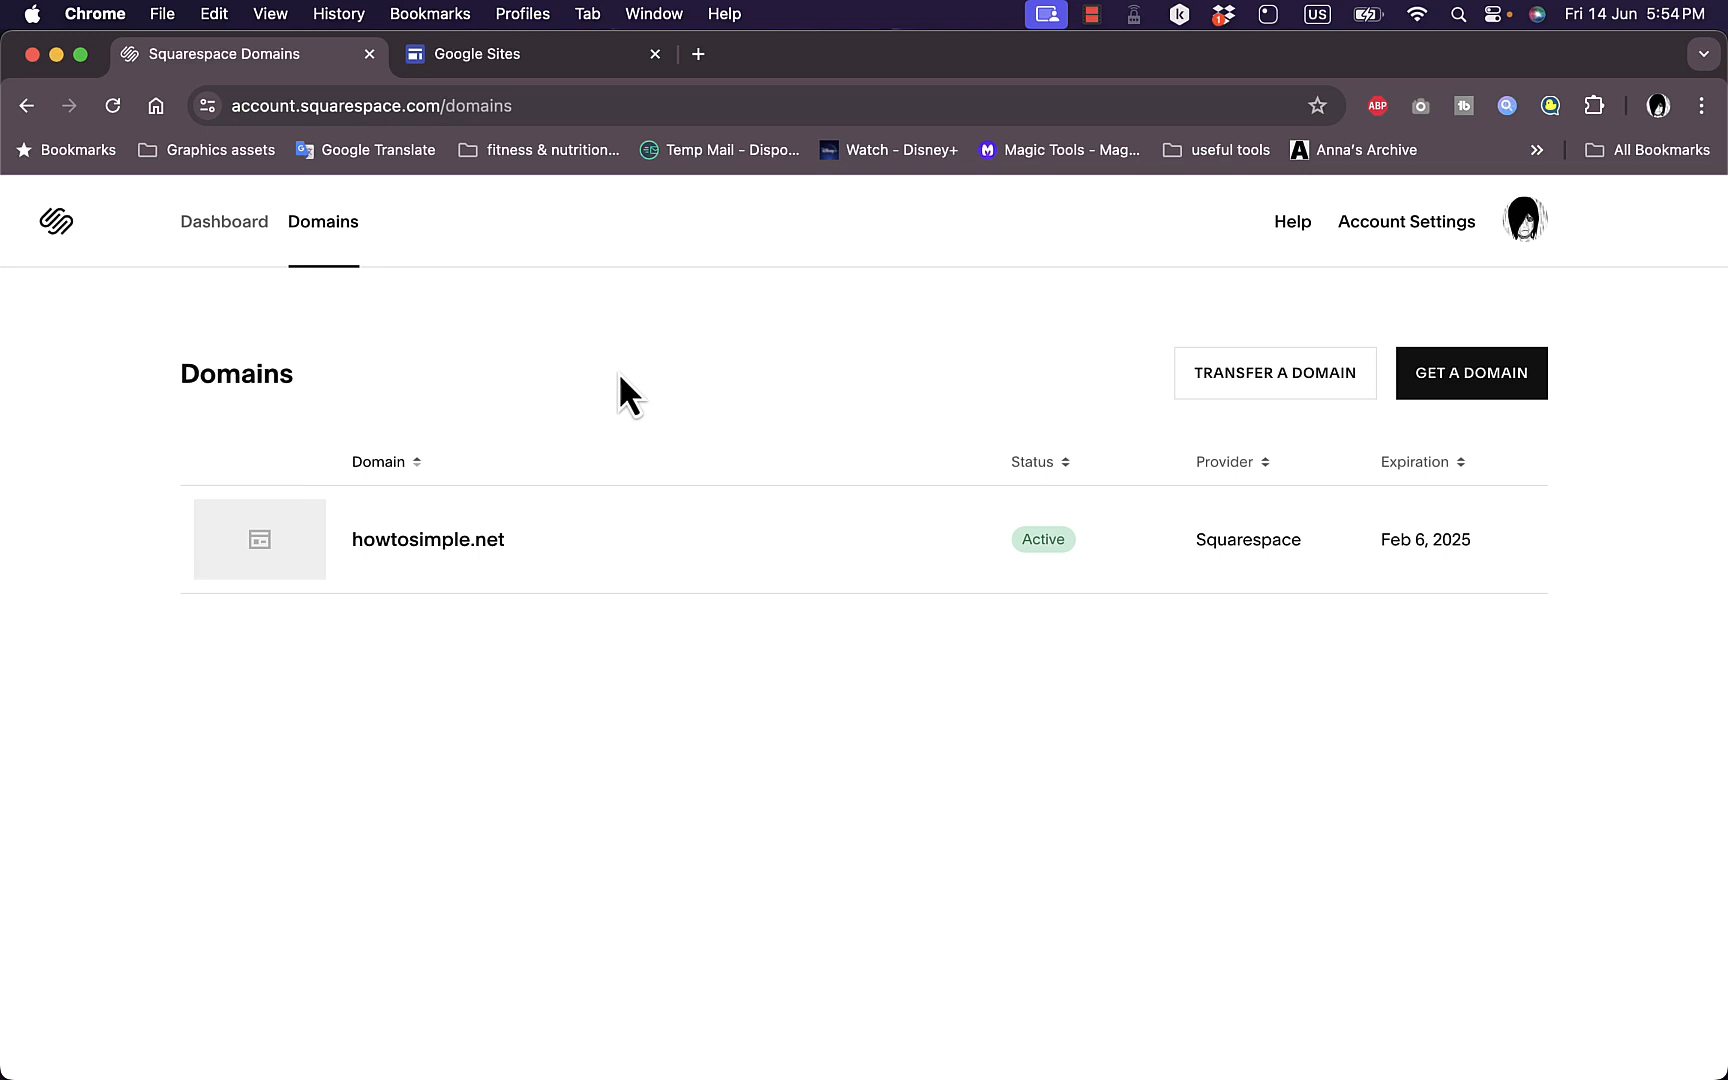 Chrome File Edit View History Bookmarks Profiles Tab Window Help US Fri 14 Jun 5:54 PM
Squarespace Domains Google Sites
account.squarespace.com/domains ABP tb
Bookmarks Graphics assets Google Translate fitness & nutrition... Temp Mail - Dispo... Watch - Disney+ Magic Tools - Mag... useful tools Anna's Archive All Bookmarks
Dashboard Domains Help Account Settings
Domains TRANSFER A DOMAIN GET A DOMAIN
Domain Status Provider Expiration
howtosimple.net Active Squarespace Feb 6, 2025